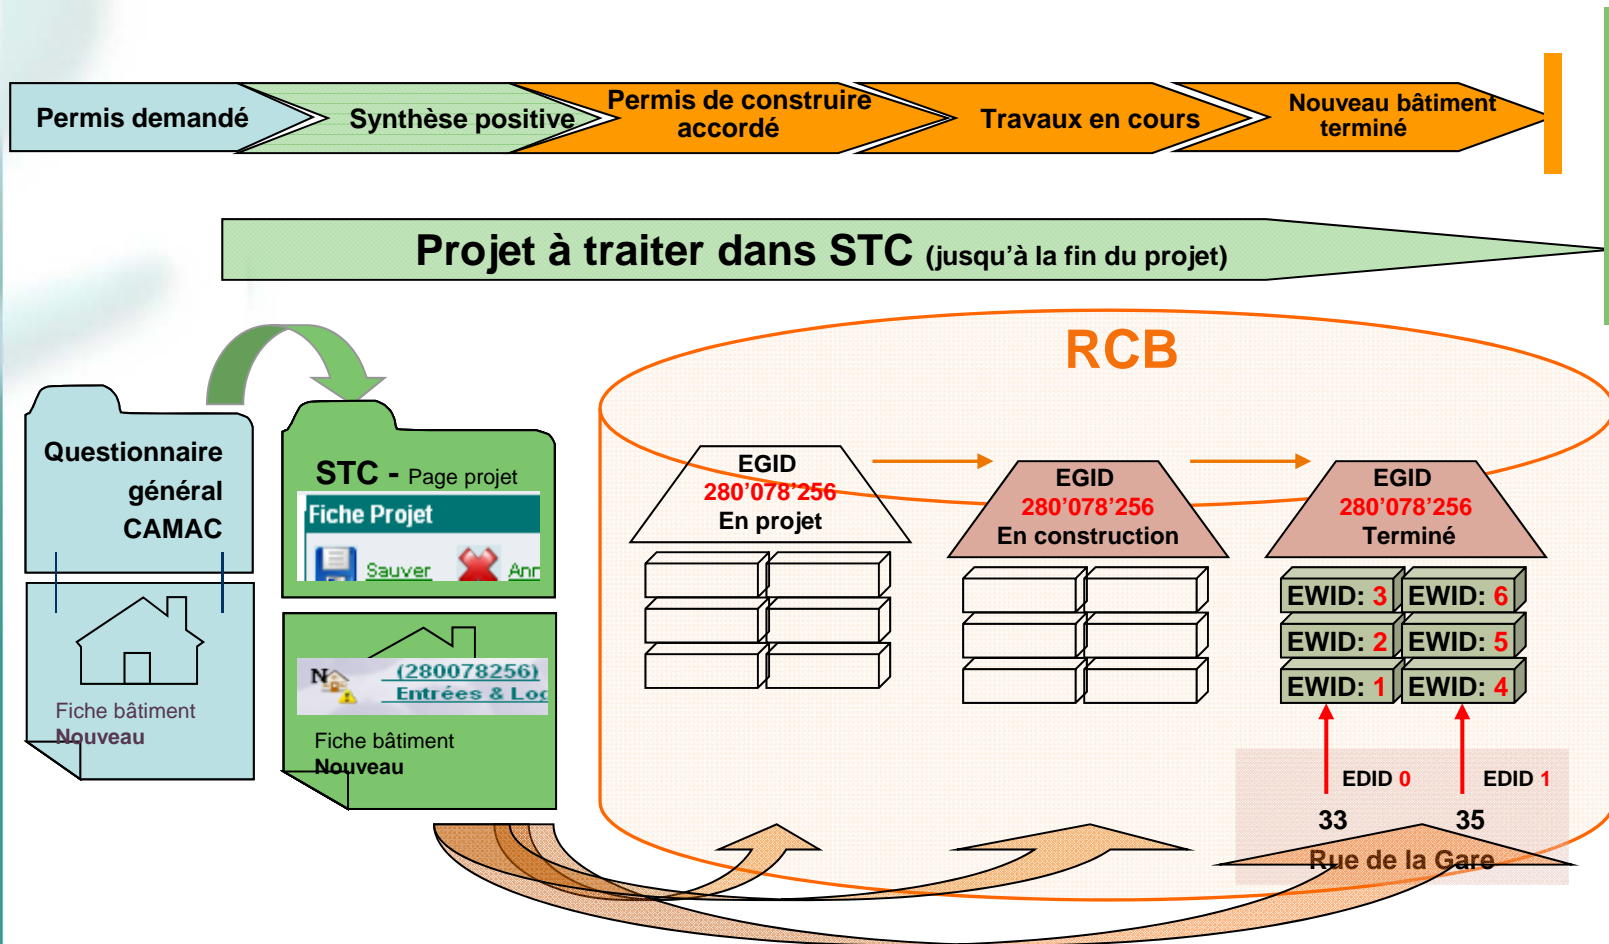 Permis demandé
Synthèse positive
Permis de construire
accordé
Travaux en cours
Nouveau bâtiment
terminé
Projet à traiter dans STC (jusqu'à la fin du projet)
RCB
Questionnaire
général
CAMAC
Fiche bâtiment
Nouveau
STC - Page projet
Fiche Projet
Sauver
Ann
N
(280078256)
Entrées & Log
Fiche bâtiment
Nouveau
EGID
280'078'256
En projet
EGID
280'078'256
En construction
EGID
280'078'256
Terminé
EWID: 3 EWID: 6
EWID: 2 EWID: 5
EWID: 1 EWID: 4
EDID 0 EDID 1
33 35
Rue de la Gare